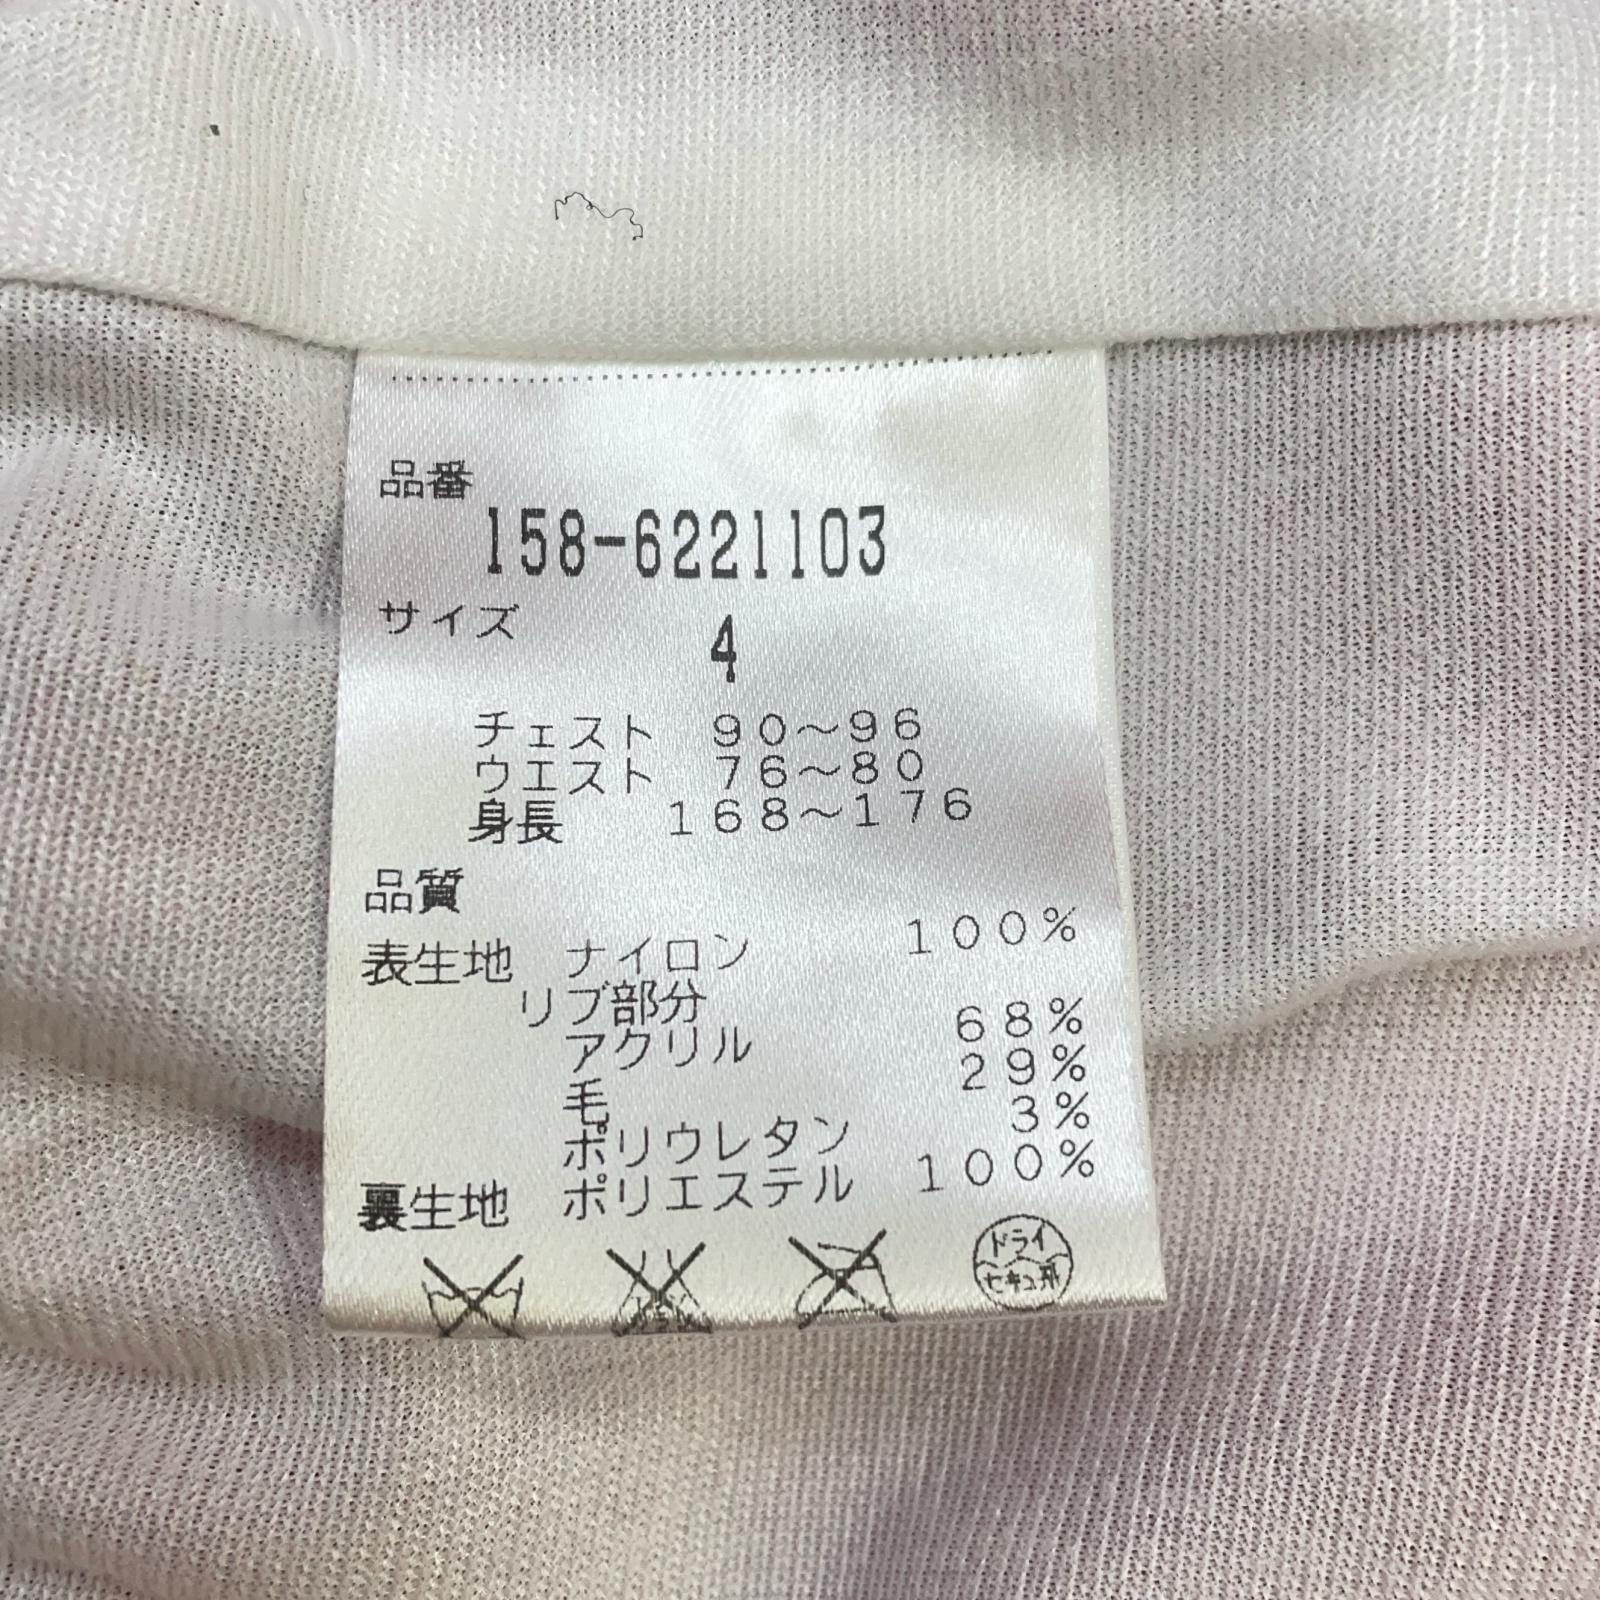 品番
158-6221103
サイズ 4
チェスト 90～96
ウエスト 76～80
身長 168～176
品質
表生地 ナイロン 100%
リブ部分
アクリル 68%
毛 29%
ポリウレタン 3%
裏生地 ポリエステル 100%
ドライ
セキユ系